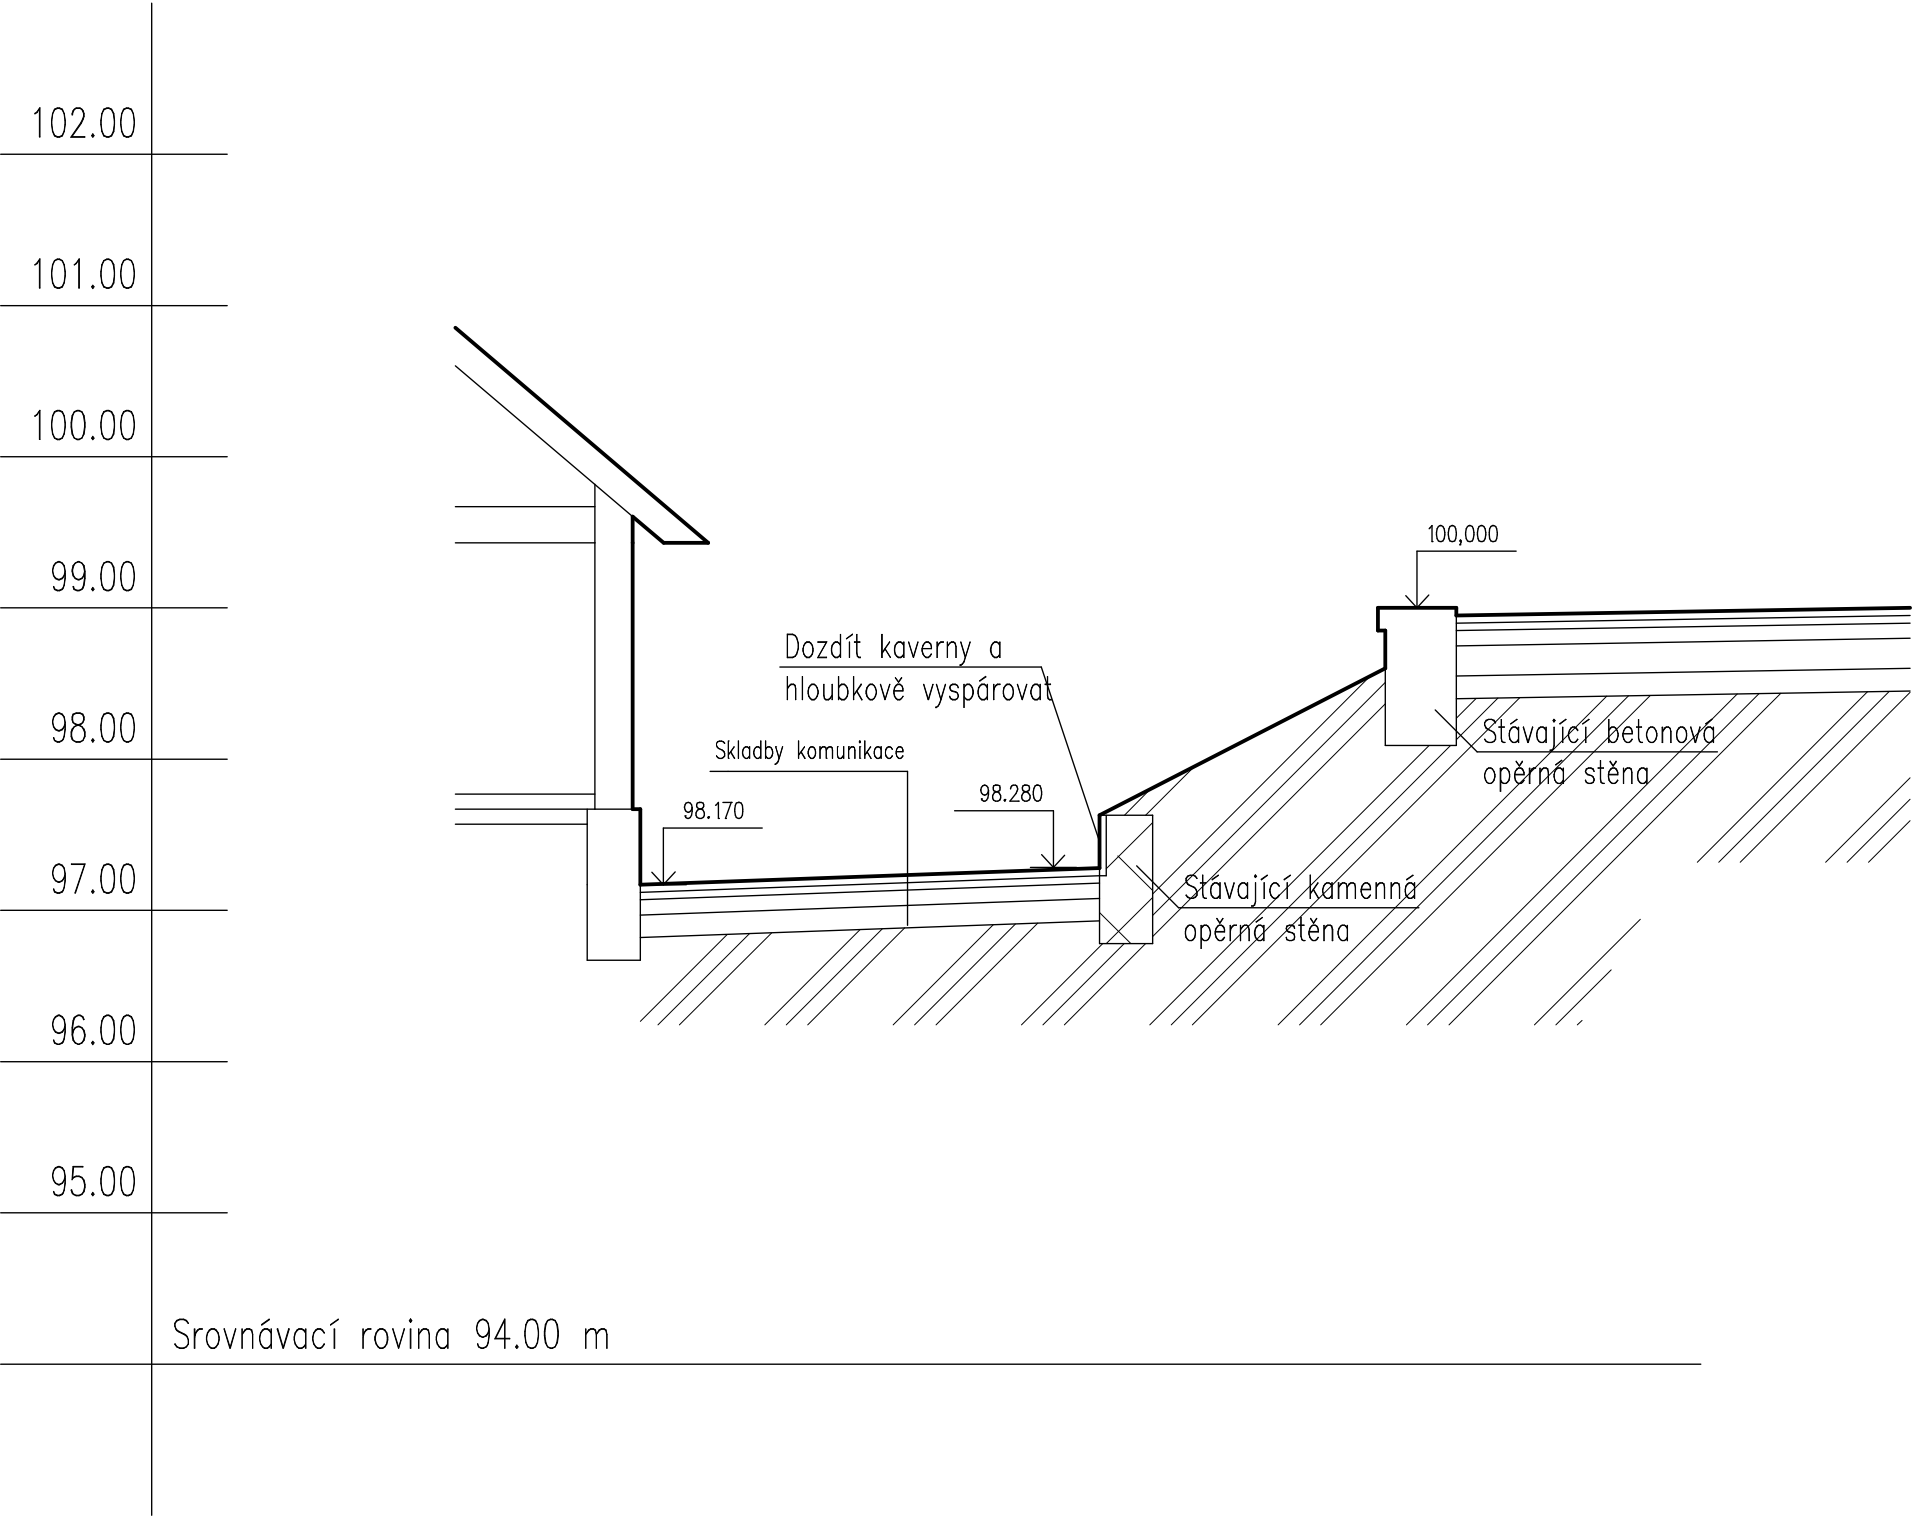 102.00
101.00
100.00
99.00
98.00
97.00
96.00
95.00
100,000
Dozdít kaverny a
hloubkově vyspárovat
Stávající betonová
opěrná stěna
Skladby komunikace
98.170
98.280
Stávající kamenná
opěrná stěna
Srovnávací rovina 94.00 m